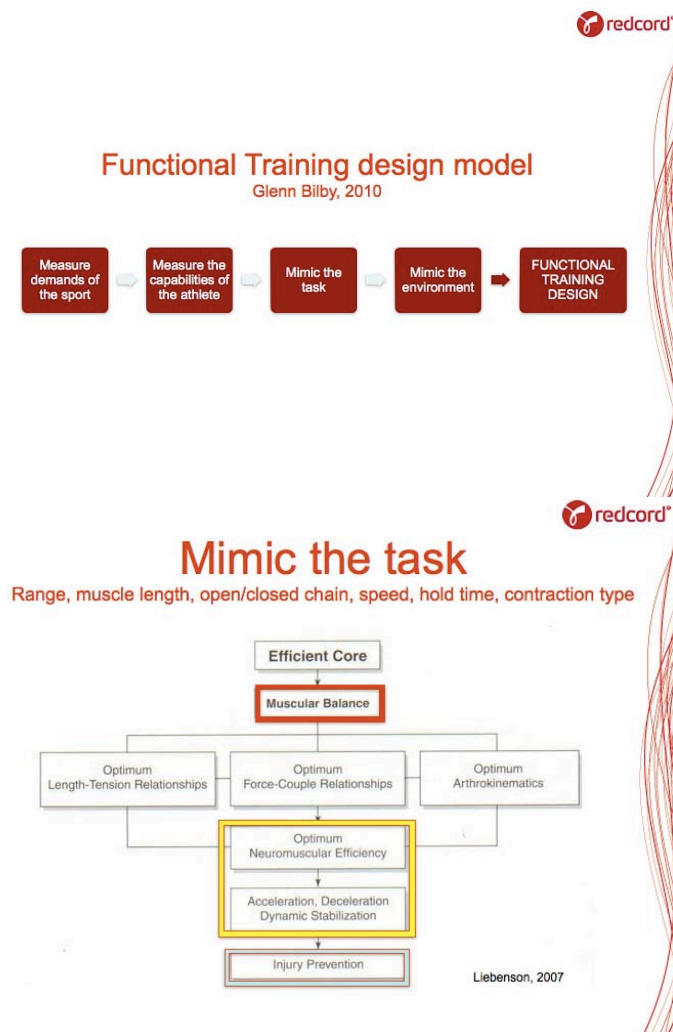 redcord®
Functional Training design model
Glenn Bilby, 2010
Measure
demands of
the sport
Measure the
capabilities of
the athlete
Mimic the
task
Mimic the
environment
FUNCTIONAL
TRAINING
DESIGN
redcord®
Mimic the task
Range, muscle length, open/closed chain, speed, hold time, contraction type
Efficient Core
Muscular Balance
Optimum
Length-Tension Relationships
Optimum
Force-Couple Relationships
Optimum
Arthrokinematics
Optimum
Neuromuscular Efficiency
Acceleration, Deceleration
Dynamic Stabilization
Injury Prevention
Liebenson, 2007